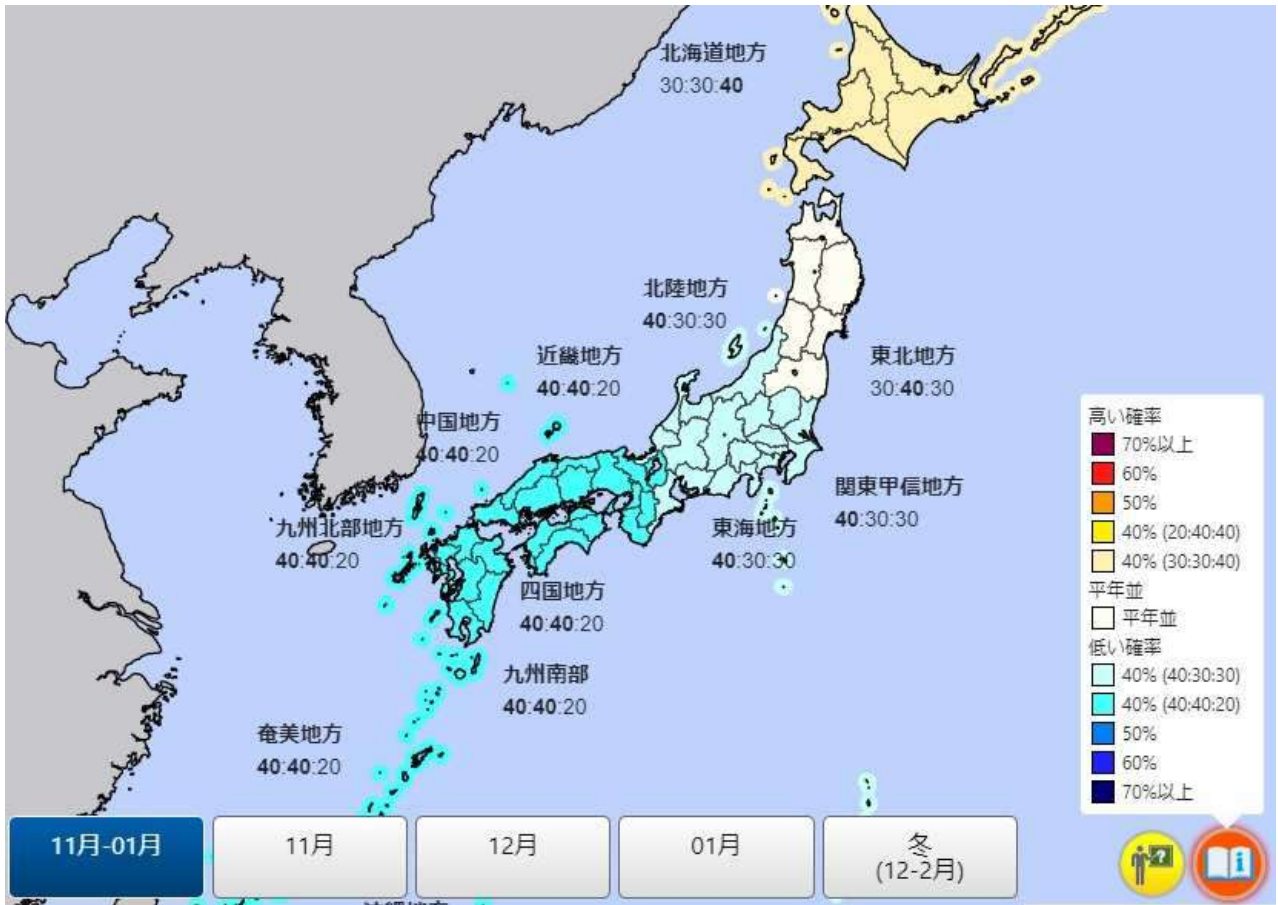 北海道地方
30:30:40
北陸地方
40:30:30
近畿地方
40:40:20
東北地方
30:40:30
中国地方
40:40:20
関東甲信地方
40:30:30
九州北部地方
40:40:20
東海地方
40:30:30
四国地方
40:40:20
九州南部
40:40:20
奄美地方
40:40:20
高い確率
70%以上
60%
50%
40% (20:40:40)
40% (30:30:40)
平年並
平年並
低い確率
40% (40:30:30)
40% (40:40:20)
50%
60%
70%以上
11月-01月
11月
12月
01月
冬
(12-2月)
?
i